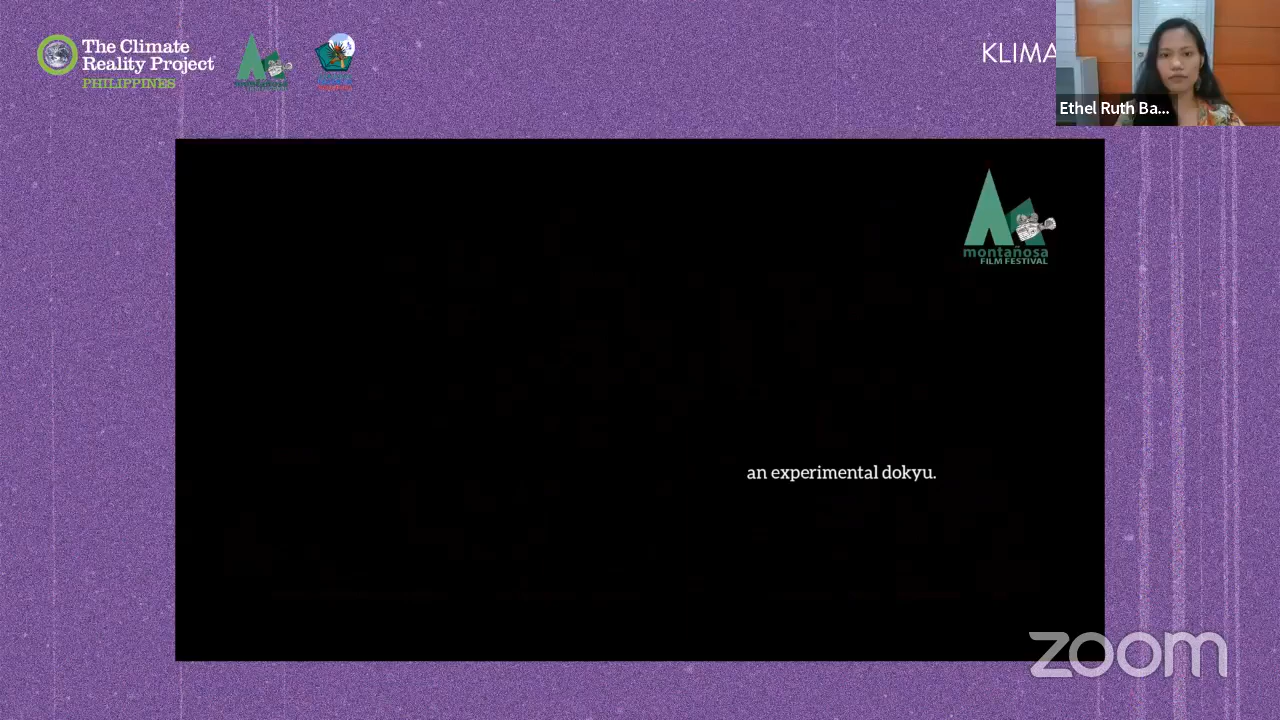 The Climate
Reality Project
PHILIPPINES
KLIMA
Ethel Ruth Ba...
montañosa
FILM FESTIVAL
an experimental dokyu.
zoom